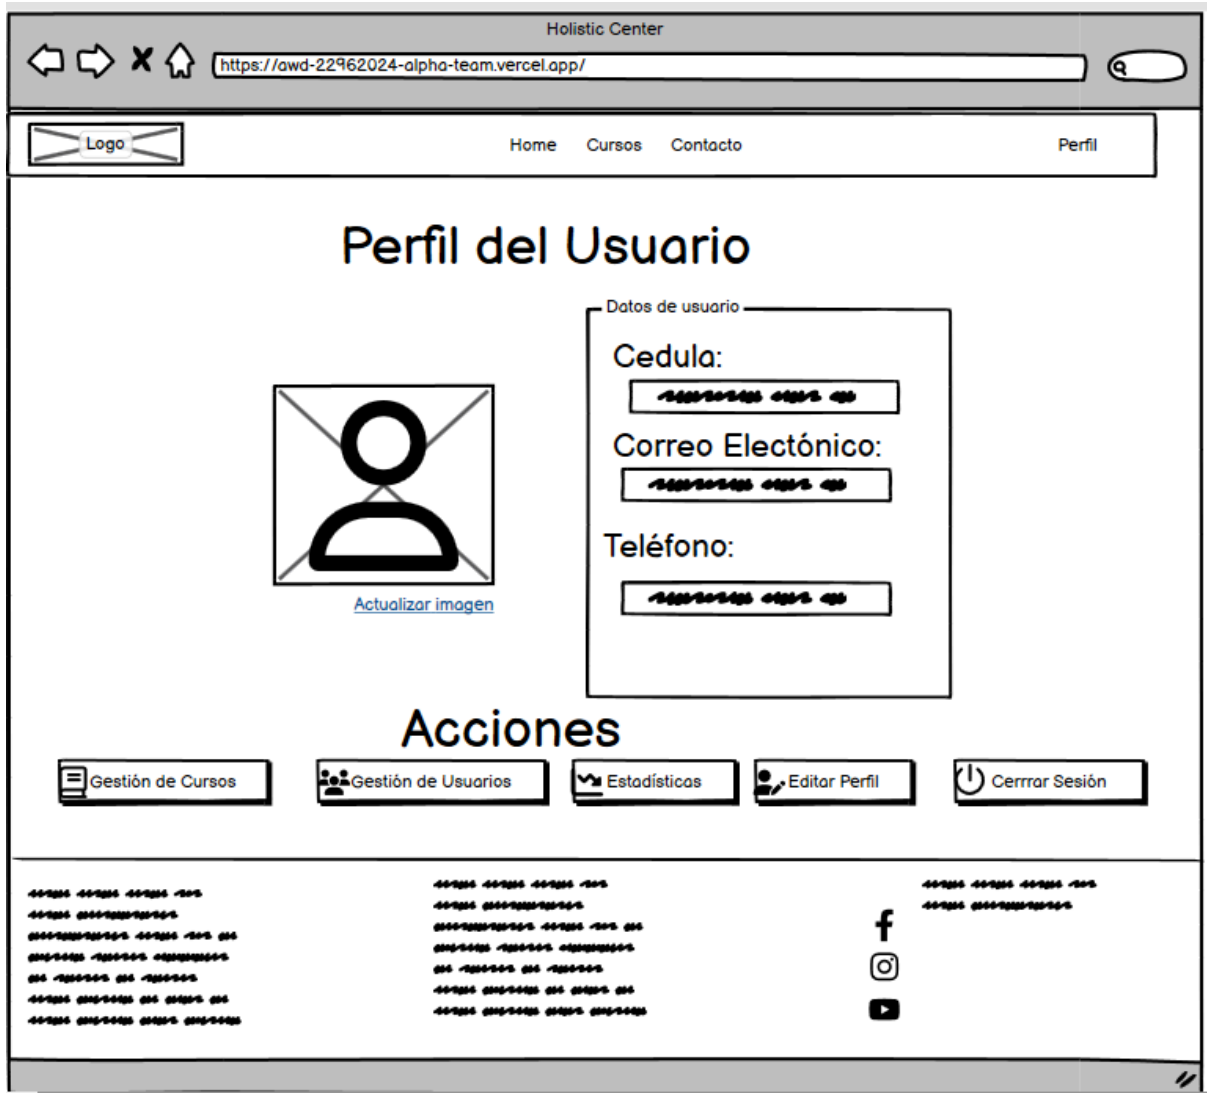 Holistic Center
https://awd-22962024-alpha-team.vercel.app/
Logo Home Cursos Contacto Perfil
Perfil del Usuario
Datos de usuario
Cedula:
Correo Electónico:
Teléfono:
Actualizar imagen
Acciones
Gestión de Cursos Gestión de Usuarios Estadísticas Editar Perfil Cerrrar Sesión